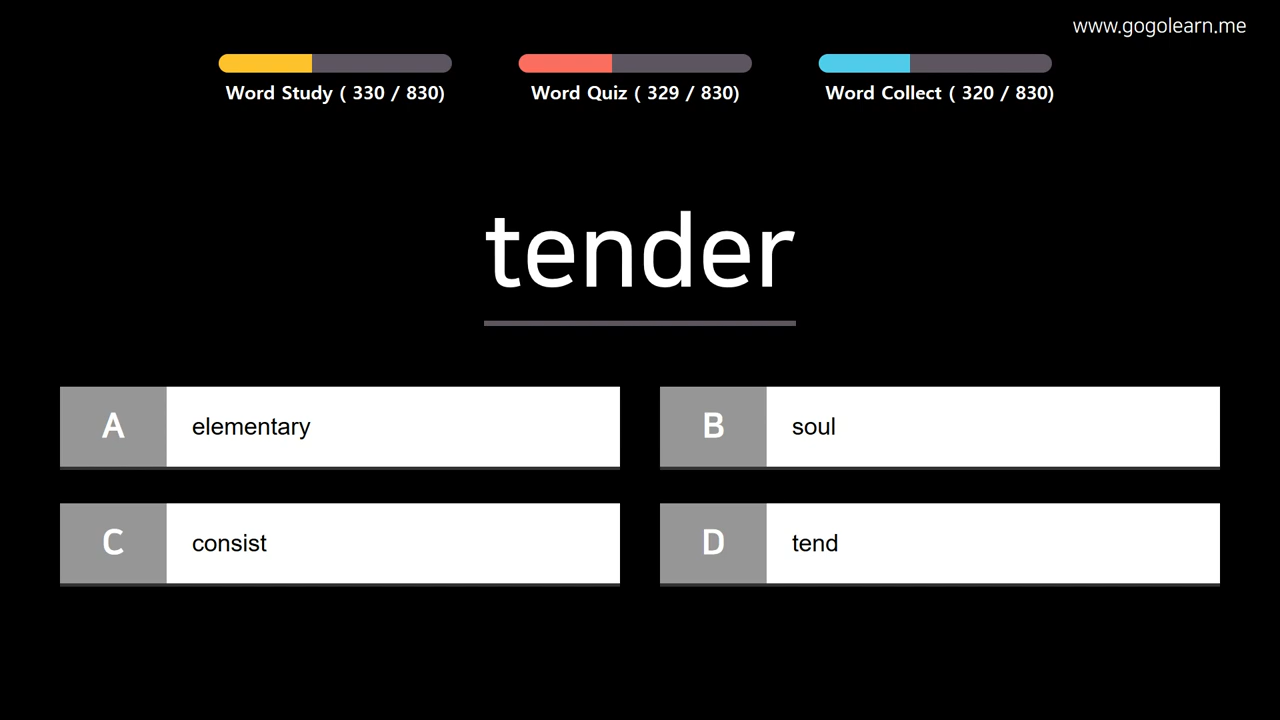 www.gogolearn.me
Word Study ( 330 / 830)
Word Quiz ( 329 / 830)
Word Collect ( 320 / 830)
tender
A elementary
B soul
C consist
D tend